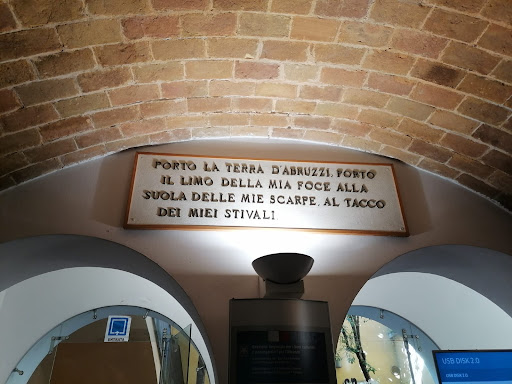 PORTO LA TERRA D'ABRUZZI, PORTO
IL LIMO DELLA MIA FOCE ALLA
SUOLA DELLE MIE SCARPE, AL TACCO
DEI MIEI STIVALI
USB DISK 2.0